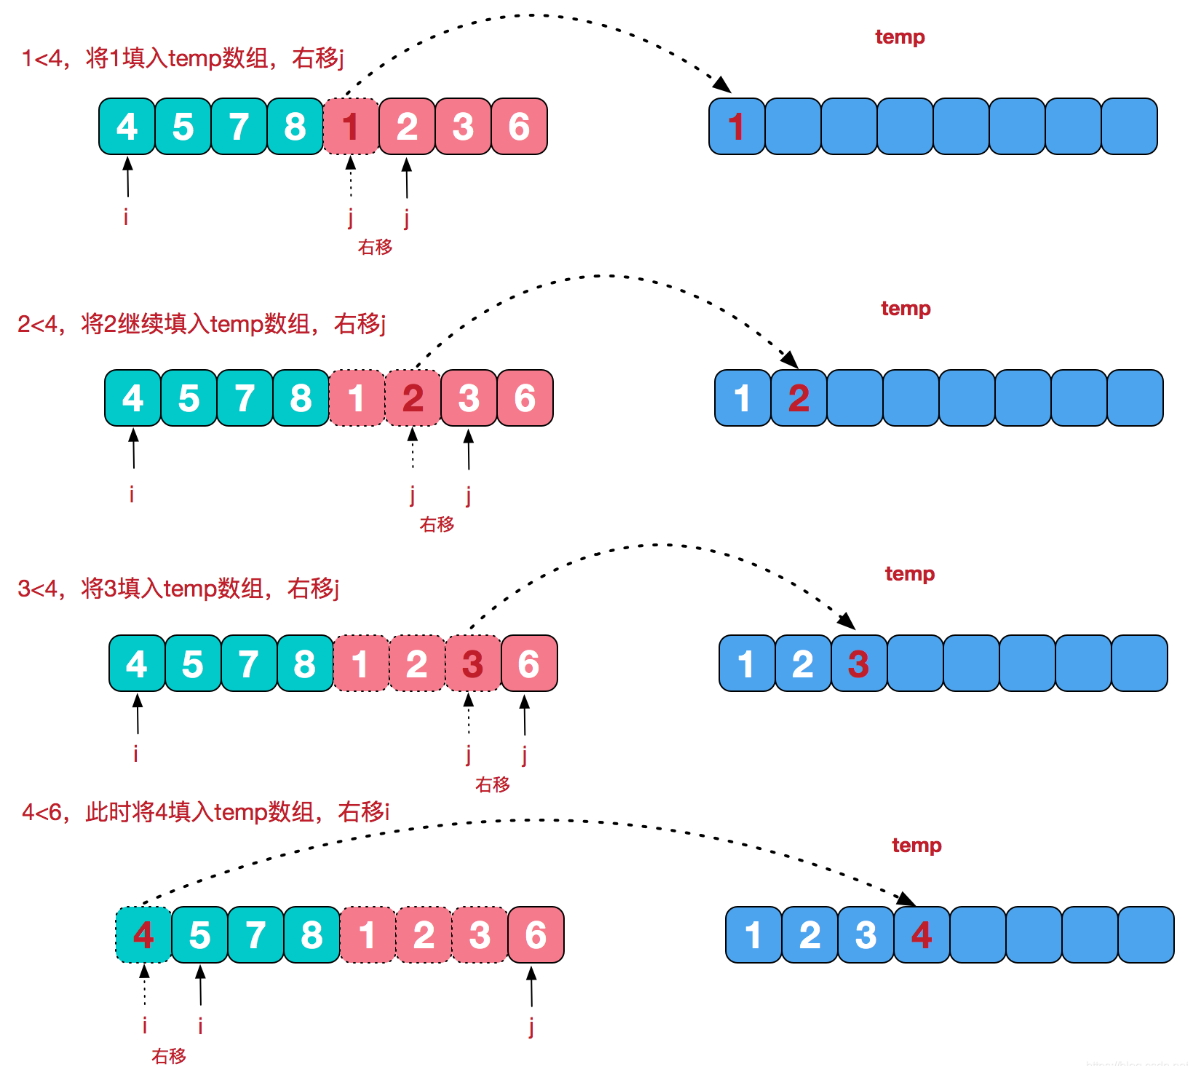 1<4，将1填入temp数组，右移j
temp
4 5 7 8 1 2 3 6
1
i j j
右移
2<4，将2继续填入temp数组，右移j
temp
4 5 7 8 1 2 3 6
1 2
i j j
右移
3<4，将3填入temp数组，右移j
temp
4 5 7 8 1 2 3 6
1 2 3
i j j
右移
4<6，此时将4填入temp数组，右移i
temp
4 5 7 8 1 2 3 6
1 2 3 4
i i j
右移